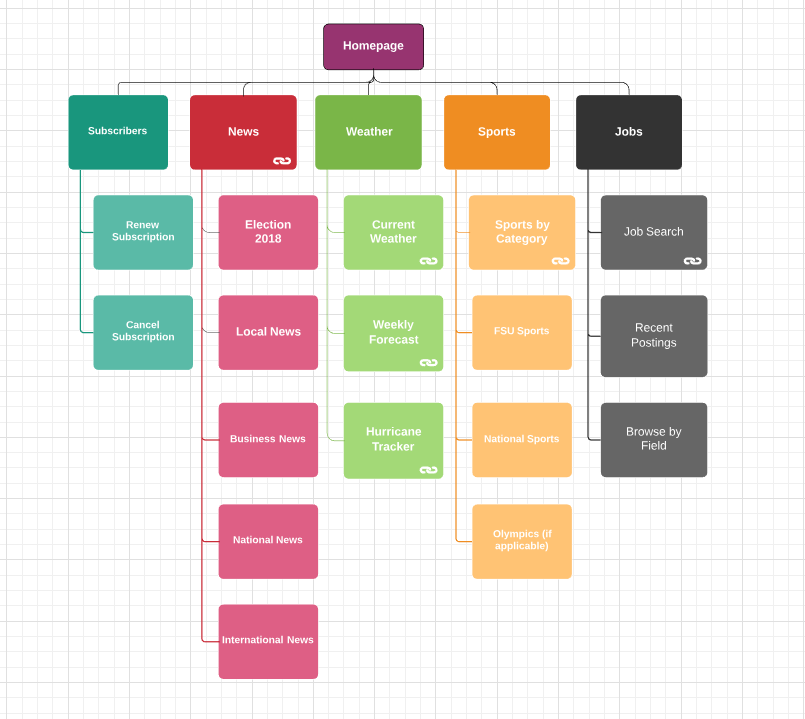 Homepage
Subscribers
News
Weather
Sports
Jobs
Renew
Subscription
Election
2018
Current
Weather
Sports by
Category
Job Search
Cancel
Subscription
Local News
Weekly
Forecast
FSU Sports
Recent
Postings
Business News
Hurricane
Tracker
National Sports
Browse by
Field
National News
Olympics (if
applicable)
International News